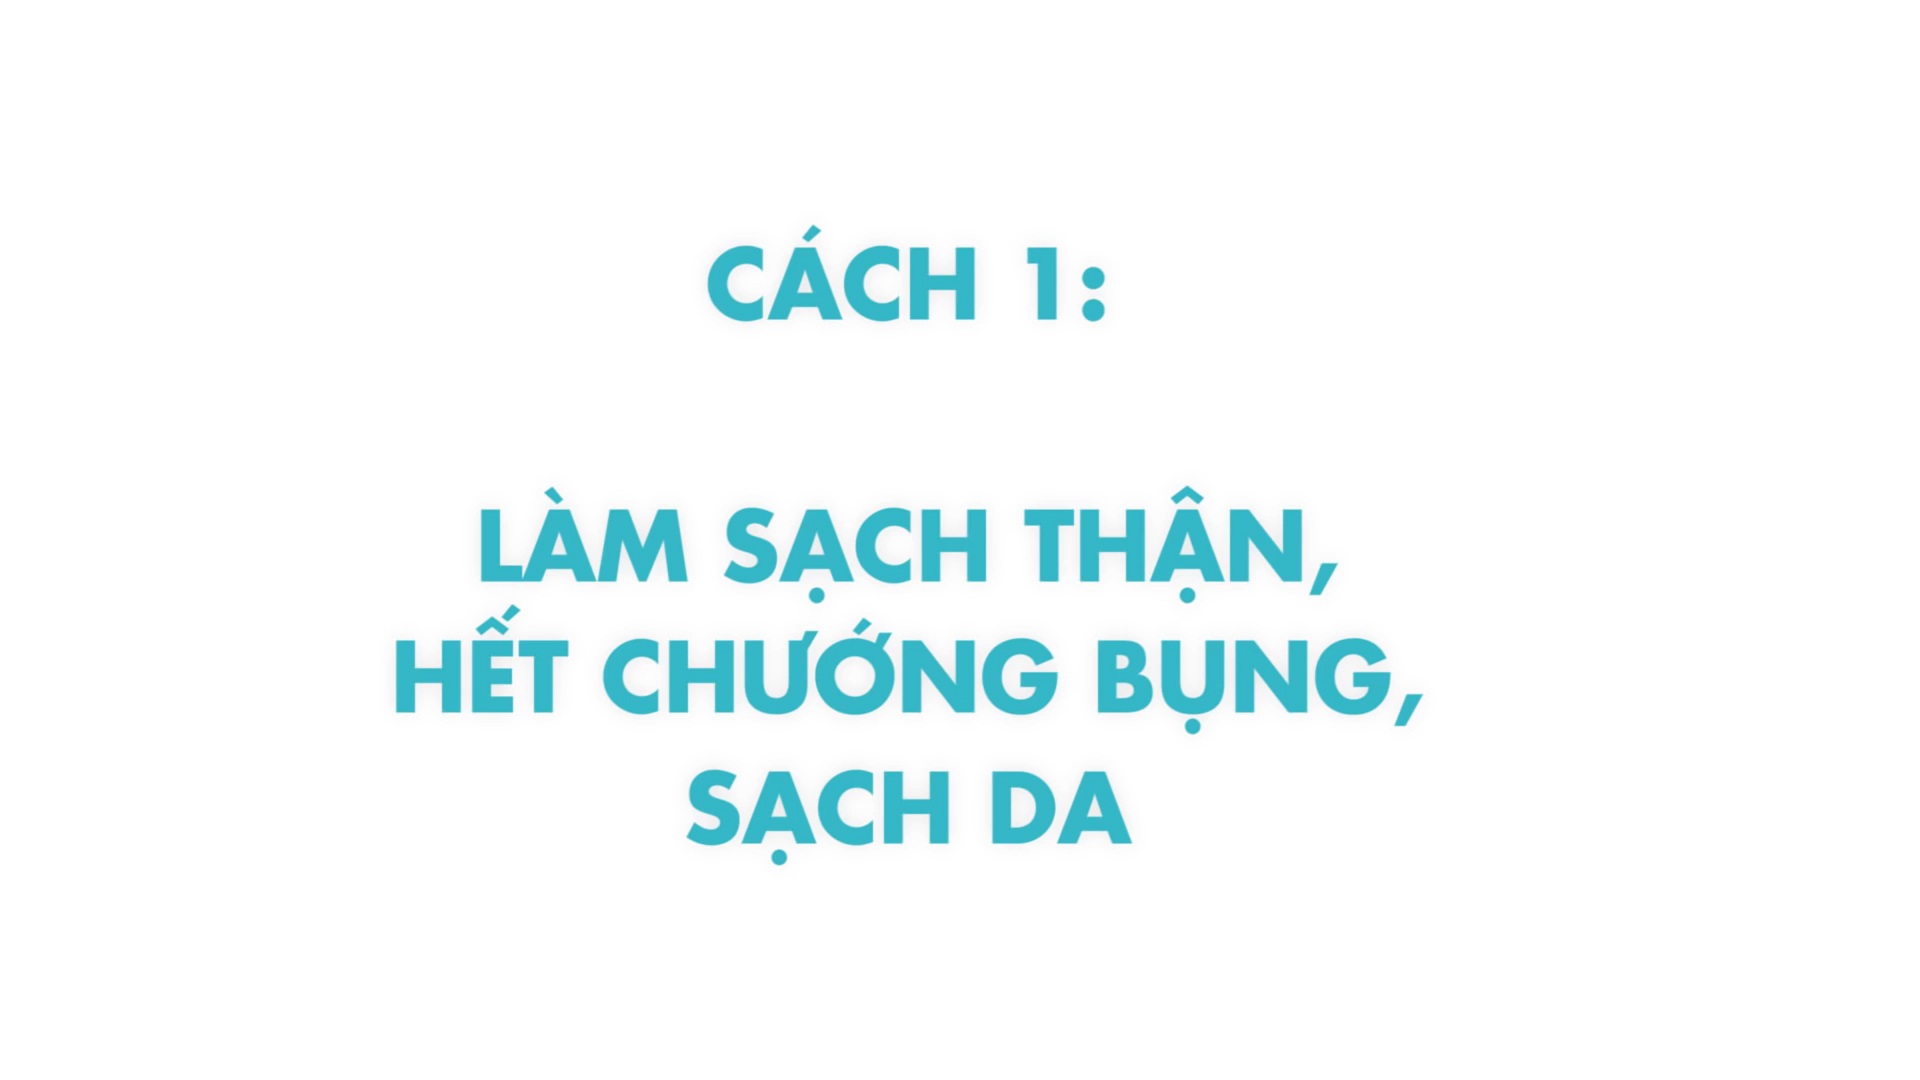 CÁCH 1:
LÀM SẠCH THẬN,
HẾT CHƯỚNG BỤNG,
SẠCH DA